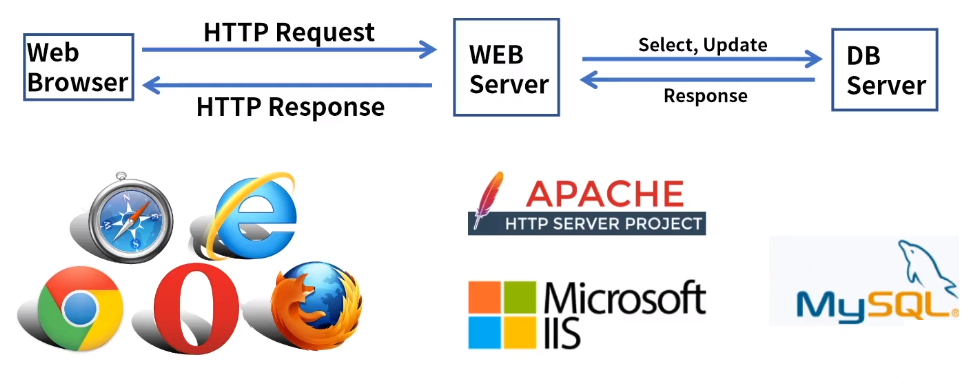 Web
Browser
HTTP Request
HTTP Response
WEB
Server
Select, Update
Response
DB
Server
N
E
S
W
e
APACHE
HTTP SERVER PROJECT
Microsoft
IIS
MySQL®